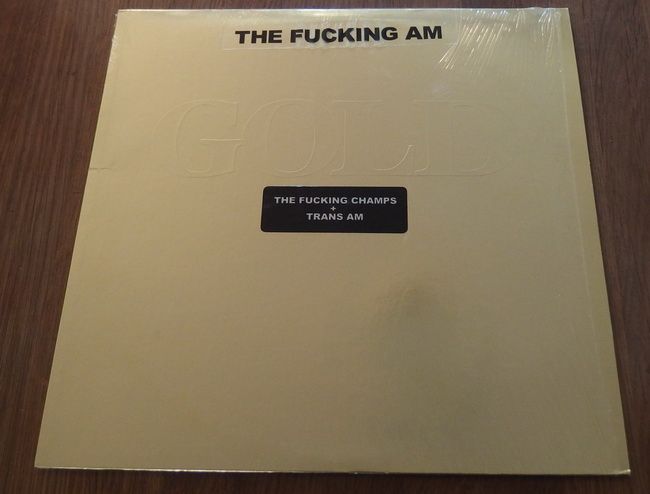 THE FUCKING AM
GOLD
THE FUCKING CHAMPS
+
TRANS AM